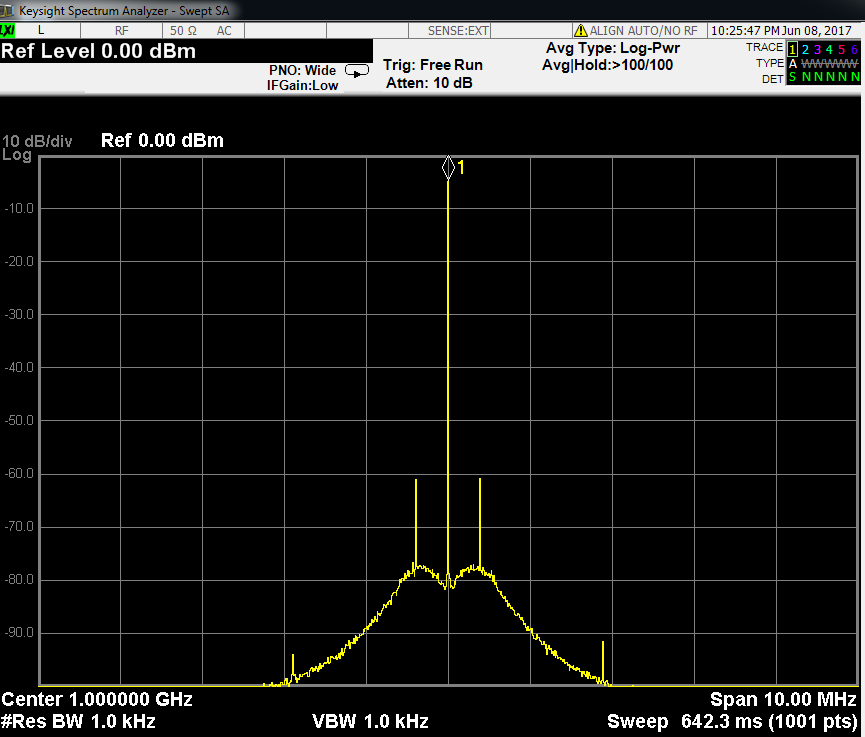 Keysight Spectrum Analyzer - Swept SA
LXI L RF 50 Ω AC SENSE:EXT ALIGN AUTO/NO RF 10:25:47 PM Jun 08, 2017
Ref Level 0.00 dBm
PNO: Wide
IFGain:Low
Trig: Free Run
Atten: 10 dB
Avg Type: Log-Pwr
Avg|Hold:>100/100
TRACE 1 2 3 4 5 6
TYPE A WWWWW
DET S N N N N N
10 dB/div
Log
Ref 0.00 dBm
1
-10.0
-20.0
-30.0
-40.0
-50.0
-60.0
-70.0
-80.0
-90.0
Center 1.000000 GHz
Span 10.00 MHz
#Res BW 1.0 kHz
VBW 1.0 kHz
Sweep 642.3 ms (1001 pts)